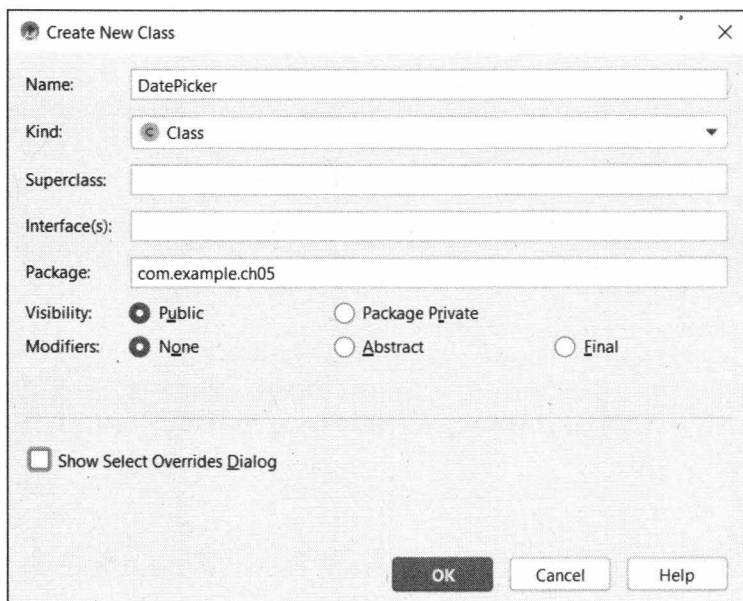 Create New Class
Name: DatePicker
Kind: C Class
Superclass:
Interface(s):
Package: com.example.ch05
Visibility: Public Package Private
Modifiers: None Abstract Final
Show Select Overrides Dialog
OK Cancel Help